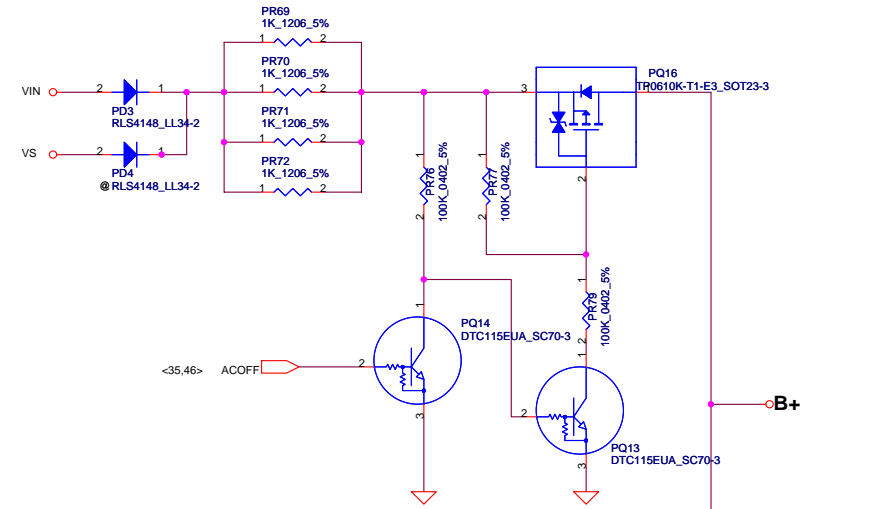 PR69
1K_1206_5%
1 2
PR70
1K_1206_5%
VIN 2 1 1 2 3
PQ16
TP0610K-T1-E3_SOT23-3
1
PD3
RLS4148_LL34-2
PR71
1K_1206_5%
1 2
VS 2 1
PD4
@ RLS4148_LL34-2
PR72
1K_1206_5%
1 2
1
PR76
100K_0402_5%
2
1
PR77
100K_0402_5%
2
2
1
PR79
100K_0402_5%
2
1
PQ14
DTC115EUA_SC70-3
<35,46> ACOFF 2
3
1
2
B+
PQ13
DTC115EUA_SC70-3
3